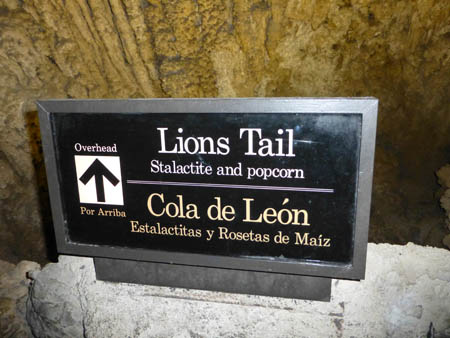 Overhead
Por Arriba
Lions Tail
Stalactite and popcorn
Cola de León
Estalactitas y Rosetas de Maíz